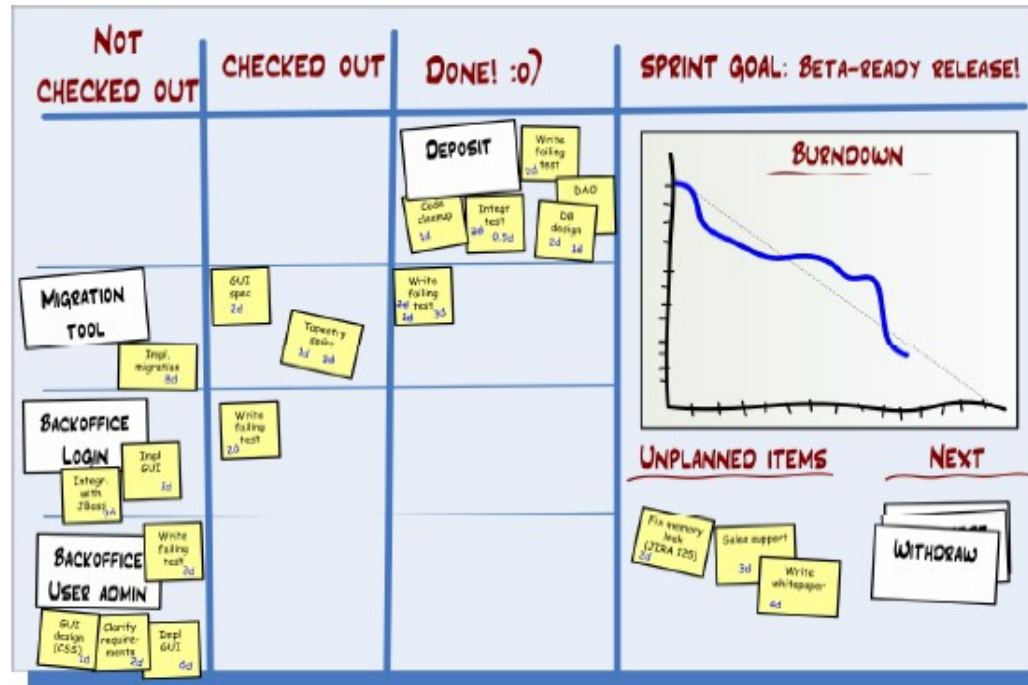 NOT
CHECKED OUT
CHECKED OUT
DONE! :o)
SPRINT GOAL: BETA-READY RELEASE!
DEPOSIT
Write
failing
test
2d
DAO
Code
cleanup
1d
Integr
test
0.5d
DB
design
2d 1d
BURNDOWN
MIGRATION
TOOL
Impl.
migration
8d
GUI
spec
2d
Tapestry
Write
failing
test
BACKOFFICE
LOGIN
Impl
GUI
Integr.
with
JBoss
Write
failing
test
2d
BACKOFFICE
USER ADMIN
Write
failing
test
GUI
design
(CSS)
Clarify
require-
ments
2d
Impl
GUI
6d
UNPLANNED ITEMS
NEXT
Fix memory
leak
(JIRA 125)
2d
Sales support
3d
Write
whitepaper
4d
WITHDRAW